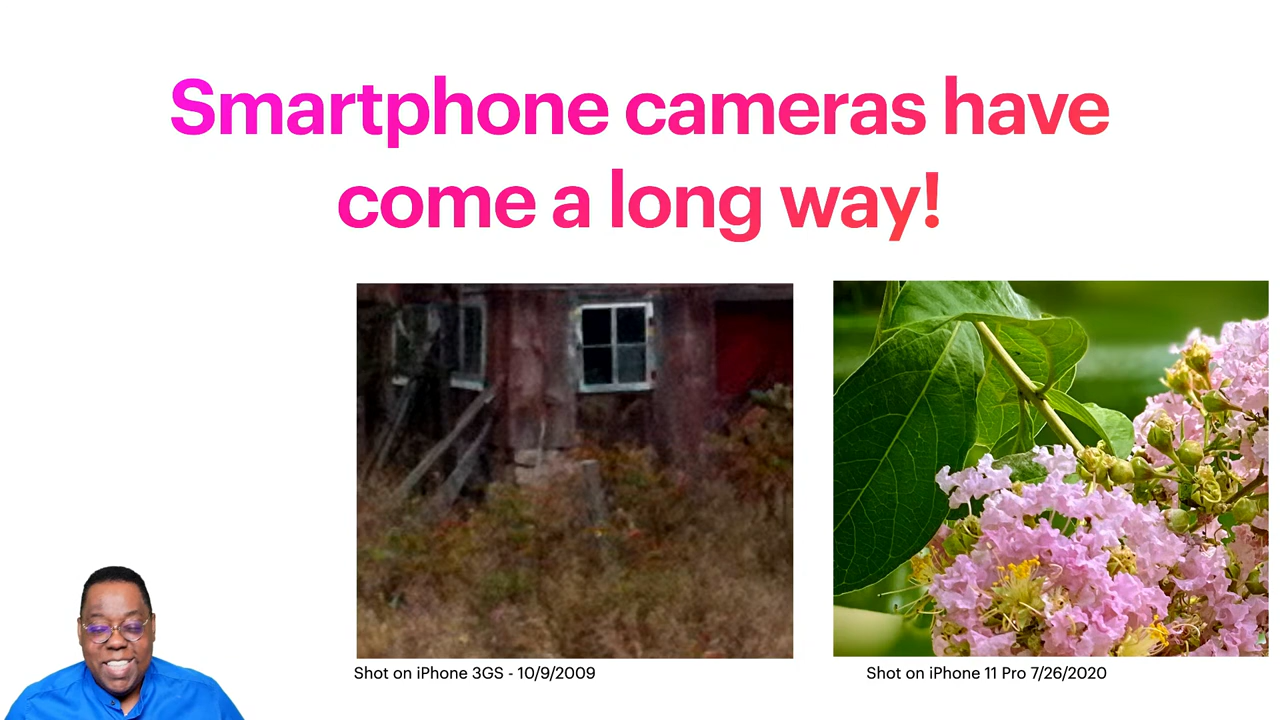 Smartphone cameras have
come a long way!
Shot on iPhone 3GS - 10/9/2009
Shot on iPhone 11 Pro 7/26/2020